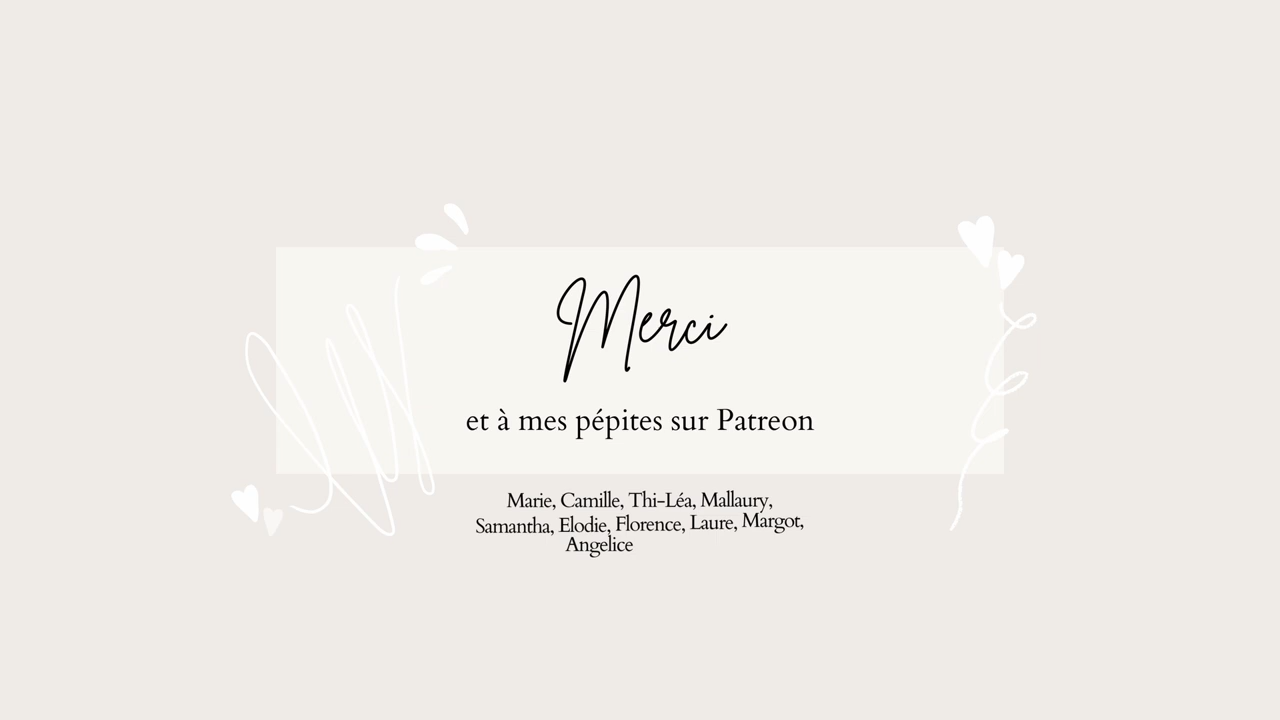 Merci
et à mes pépites sur Patreon
Marie, Camille, Thi-Léa, Mallaury,
Samantha, Elodie, Florence, Laure, Margot,
Angelice